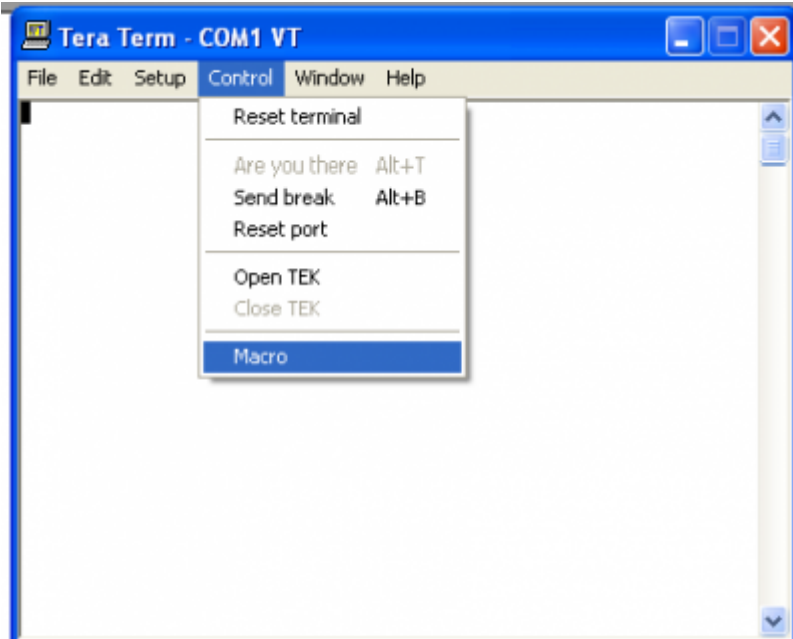 Tera Term - COM1 VT
File Edit Setup Control Window Help
Reset terminal
Are you there Alt+T
Send break Alt+B
Reset port
Open TEK
Close TEK
Macro